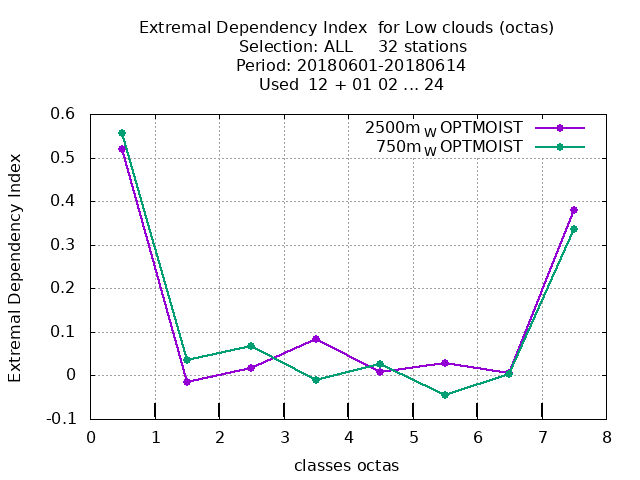 Extremal Dependency Index  for Low clouds (octas)
Selection: ALL     32 stations
Period: 20180601-20180614
Used  12 + 01 02 ... 24
0.6
0.5
0.4
0.3
0.2
0.1
0
-0.1
Extremal Dependency Index
2500m_W OPTMOIST
750m_W OPTMOIST
0 1 2 3 4 5 6 7 8
classes octas